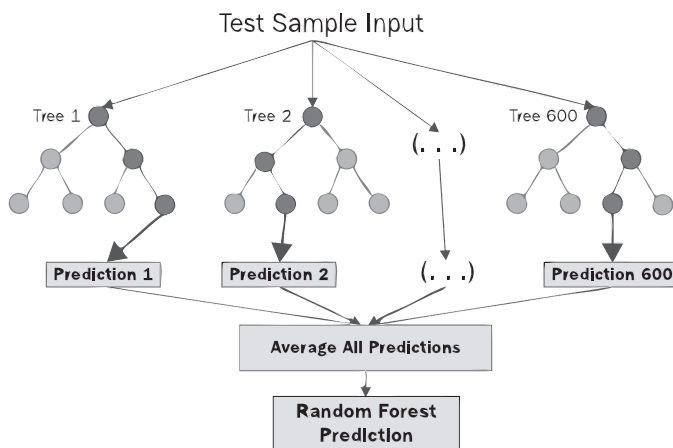 Test Sample Input
Tree 1
Tree 2
Tree 600
(. . .)
Prediction 1
Prediction 2
(. . .)
Prediction 600
Average All Predictions
Random Forest
Prediction